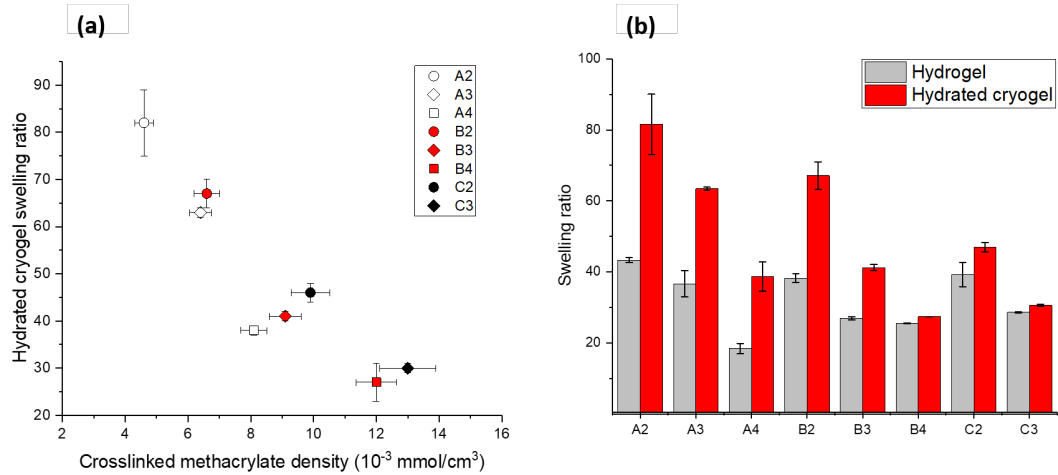 (a)
90
80
70
60
50
40
30
20
Hydrated cryogel swelling ratio
A2
A3
A4
B2
B3
B4
C2
C3
2 4 6 8 10 12 14 16
Crosslinked methacrylate density (10⁻³ mmol/cm³)
(b)
Hydrogel
Hydrated cryogel
100
80
60
40
20
Swelling ratio
A2 A3 A4 B2 B3 B4 C2 C3